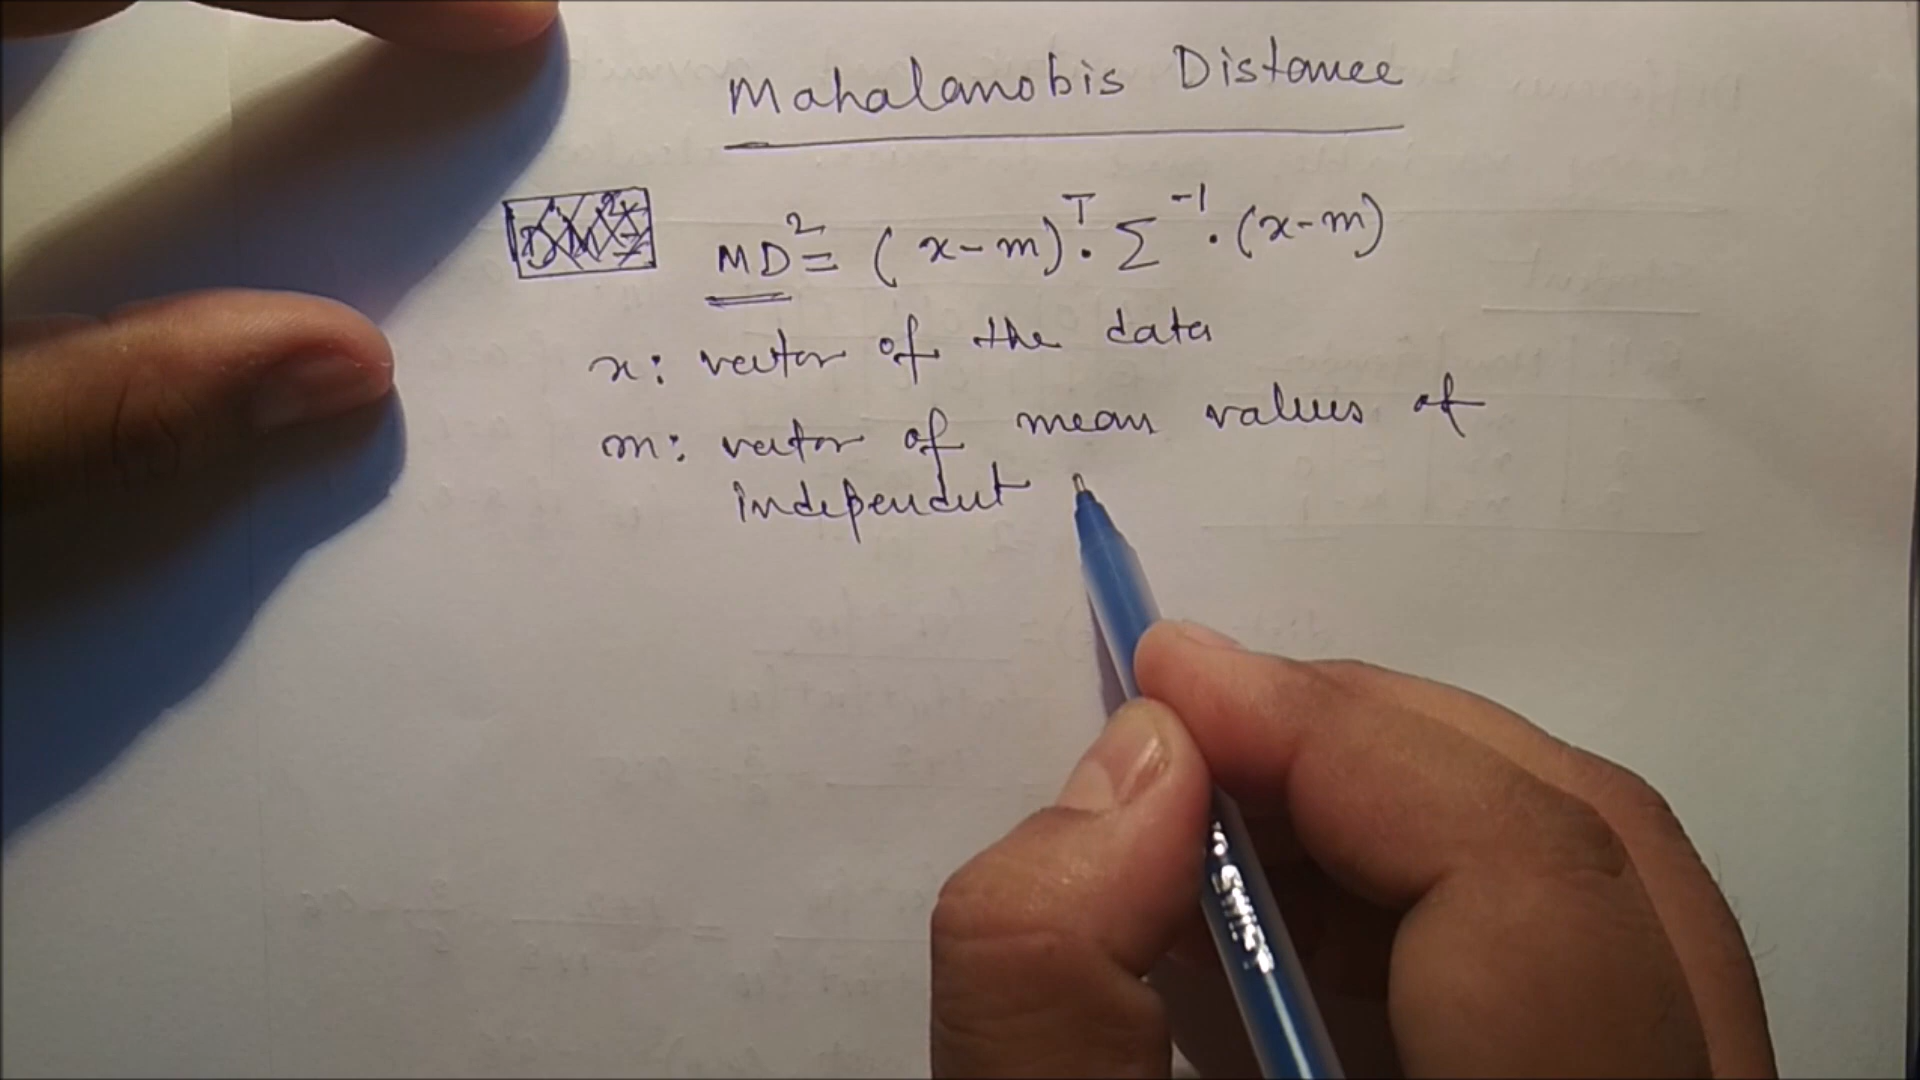 Mahalanobis Distance
MD² = (x-m)ᵀ. Σ⁻¹. (x-m)
x: vector of the data
m: vector of mean values of
independent